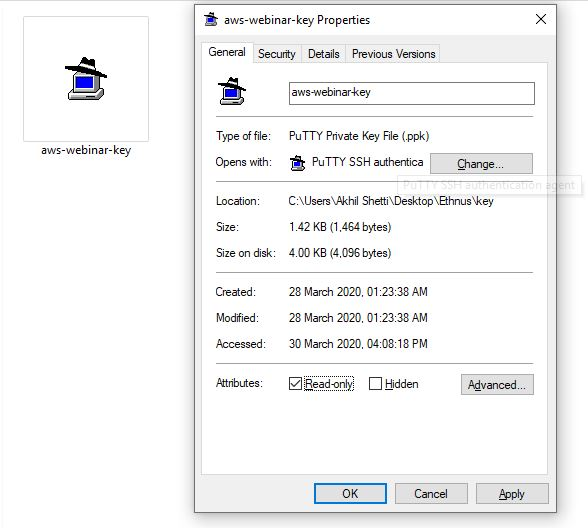 aws-webinar-key
aws-webinar-key Properties
General Security Details Previous Versions
aws-webinar-key
Type of file: PuTTY Private Key File (.ppk)
Opens with: PuTTY SSH authentica Change...
PuTTY SSH authentication agent
Location: C:\Users\Akhil Shetti\Desktop\Ethnus\key
Size: 1.42 KB (1,464 bytes)
Size on disk: 4.00 KB (4,096 bytes)
Created: 28 March 2020, 01:23:38 AM
Modified: 28 March 2020, 01:23:38 AM
Accessed: 30 March 2020, 04:08:18 PM
Attributes: Read-only Hidden Advanced...
OK Cancel Apply